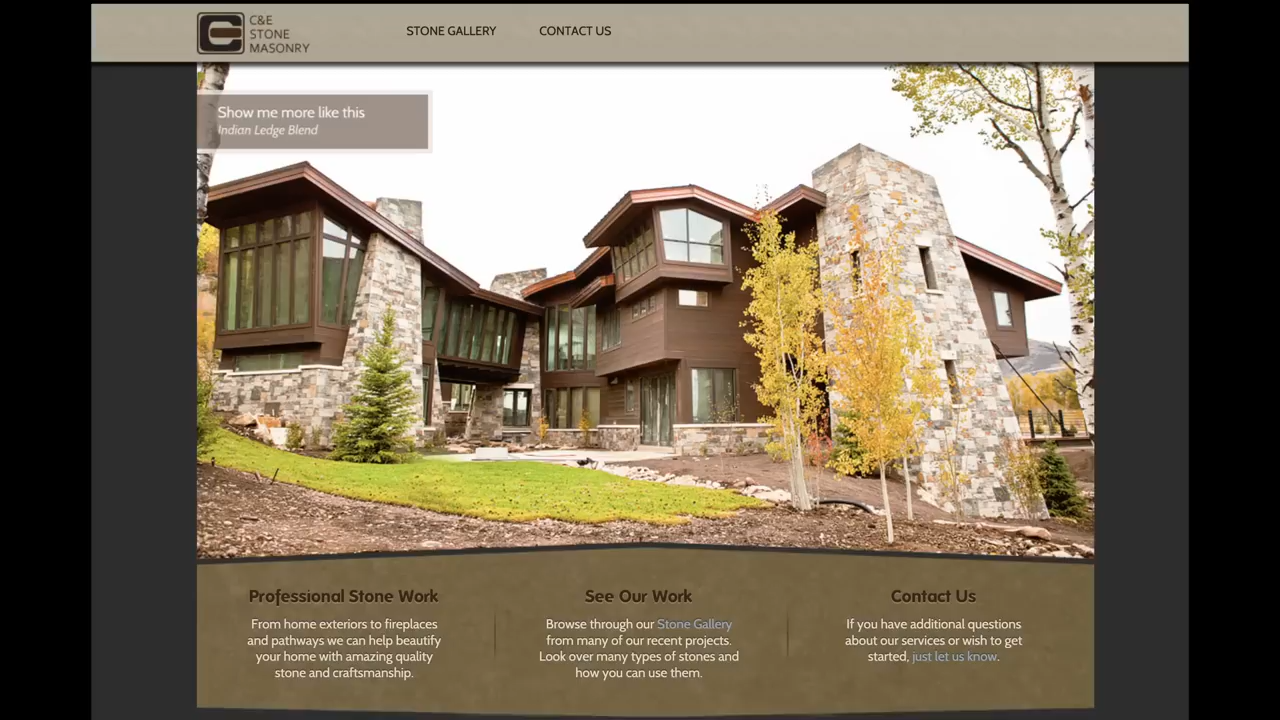 C&E
STONE
MASONRY
STONE GALLERY
CONTACT US
Show me more like this
Indian Ledge Blend
Professional Stone Work
From home exteriors to fireplaces
and pathways we can help beautify
your home with amazing quality
stone and craftsmanship.
See Our Work
Browse through our Stone Gallery
from many of our recent projects.
Look over many types of stones and
how you can use them.
Contact Us
If you have additional questions
about our services or wish to get
started, just let us know.